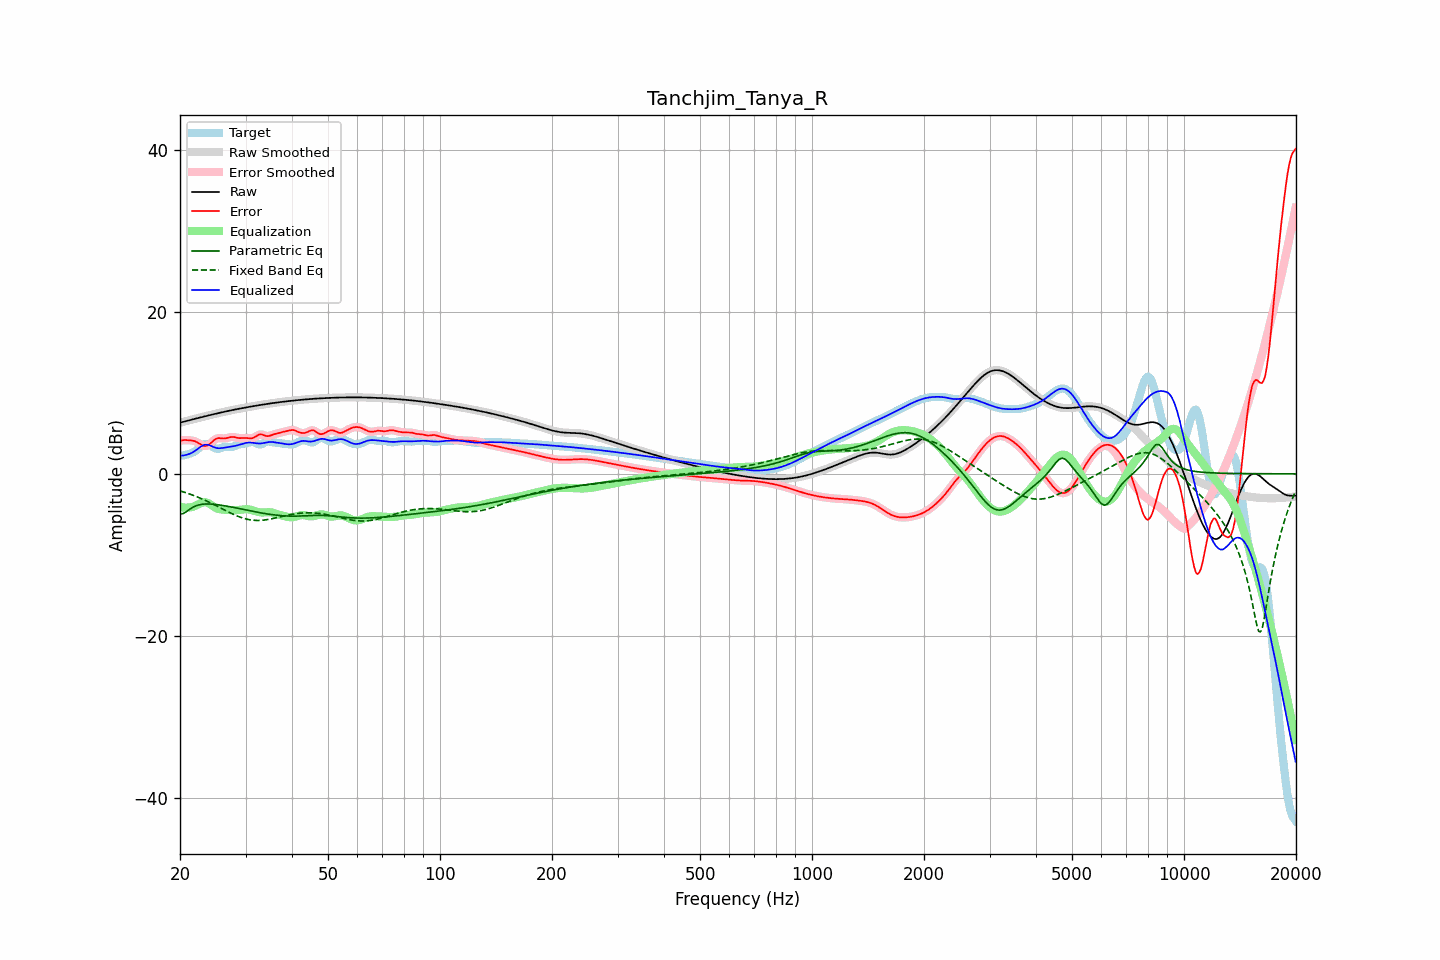 Tanchjim_Tanya_R
Target
Raw Smoothed
Error Smoothed
Raw
Error
Equalization
Parametric Eq
Fixed Band Eq
Equalized
40
20
0
−20
−40
Amplitude (dBr)
20 50 100 200 500 1000 2000 5000 10000 20000
Frequency (Hz)